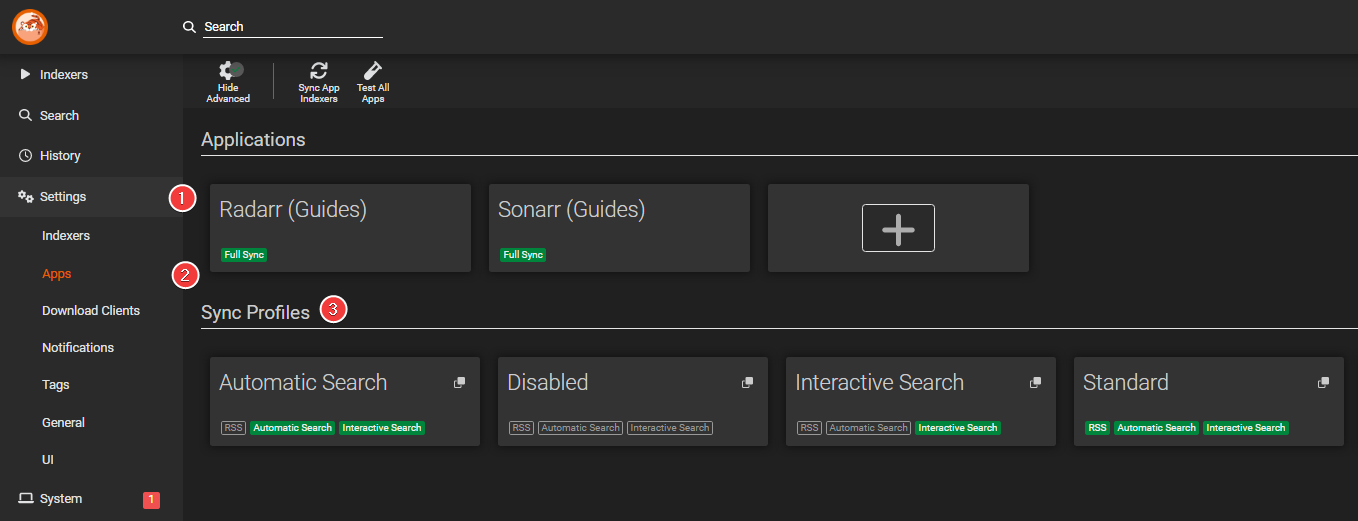 Search
Indexers
Search
History
Settings
1
Indexers
Apps
2
Download Clients
Notifications
Tags
General
UI
System
1
Hide
Advanced
Sync App
Indexers
Test All
Apps
Applications
Radarr (Guides)
Full Sync
Sonarr (Guides)
Full Sync
Sync Profiles
3
Automatic Search
RSS Automatic Search Interactive Search
Disabled
RSS Automatic Search Interactive Search
Interactive Search
RSS Automatic Search Interactive Search
Standard
RSS Automatic Search Interactive Search